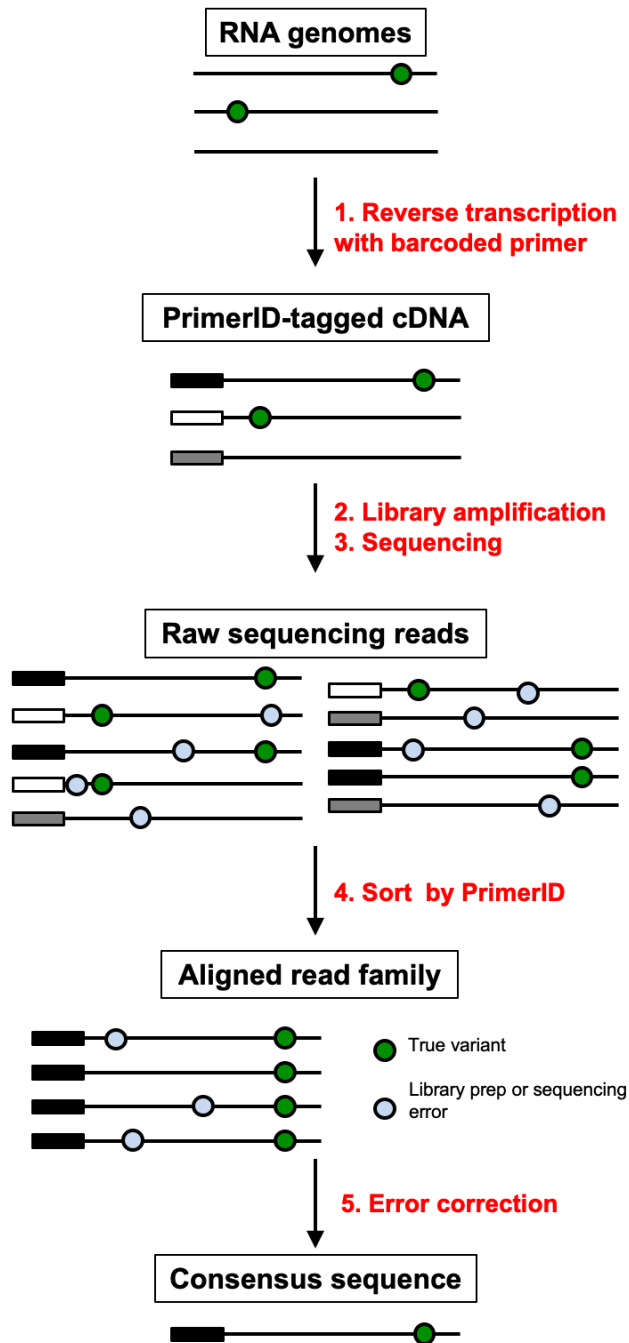 RNA genomes
1. Reverse transcription
with barcoded primer
PrimerID-tagged cDNA
2. Library amplification
3. Sequencing
Raw sequencing reads
4. Sort by PrimerID
Aligned read family
True variant
Library prep or sequencing
error
5. Error correction
Consensus sequence